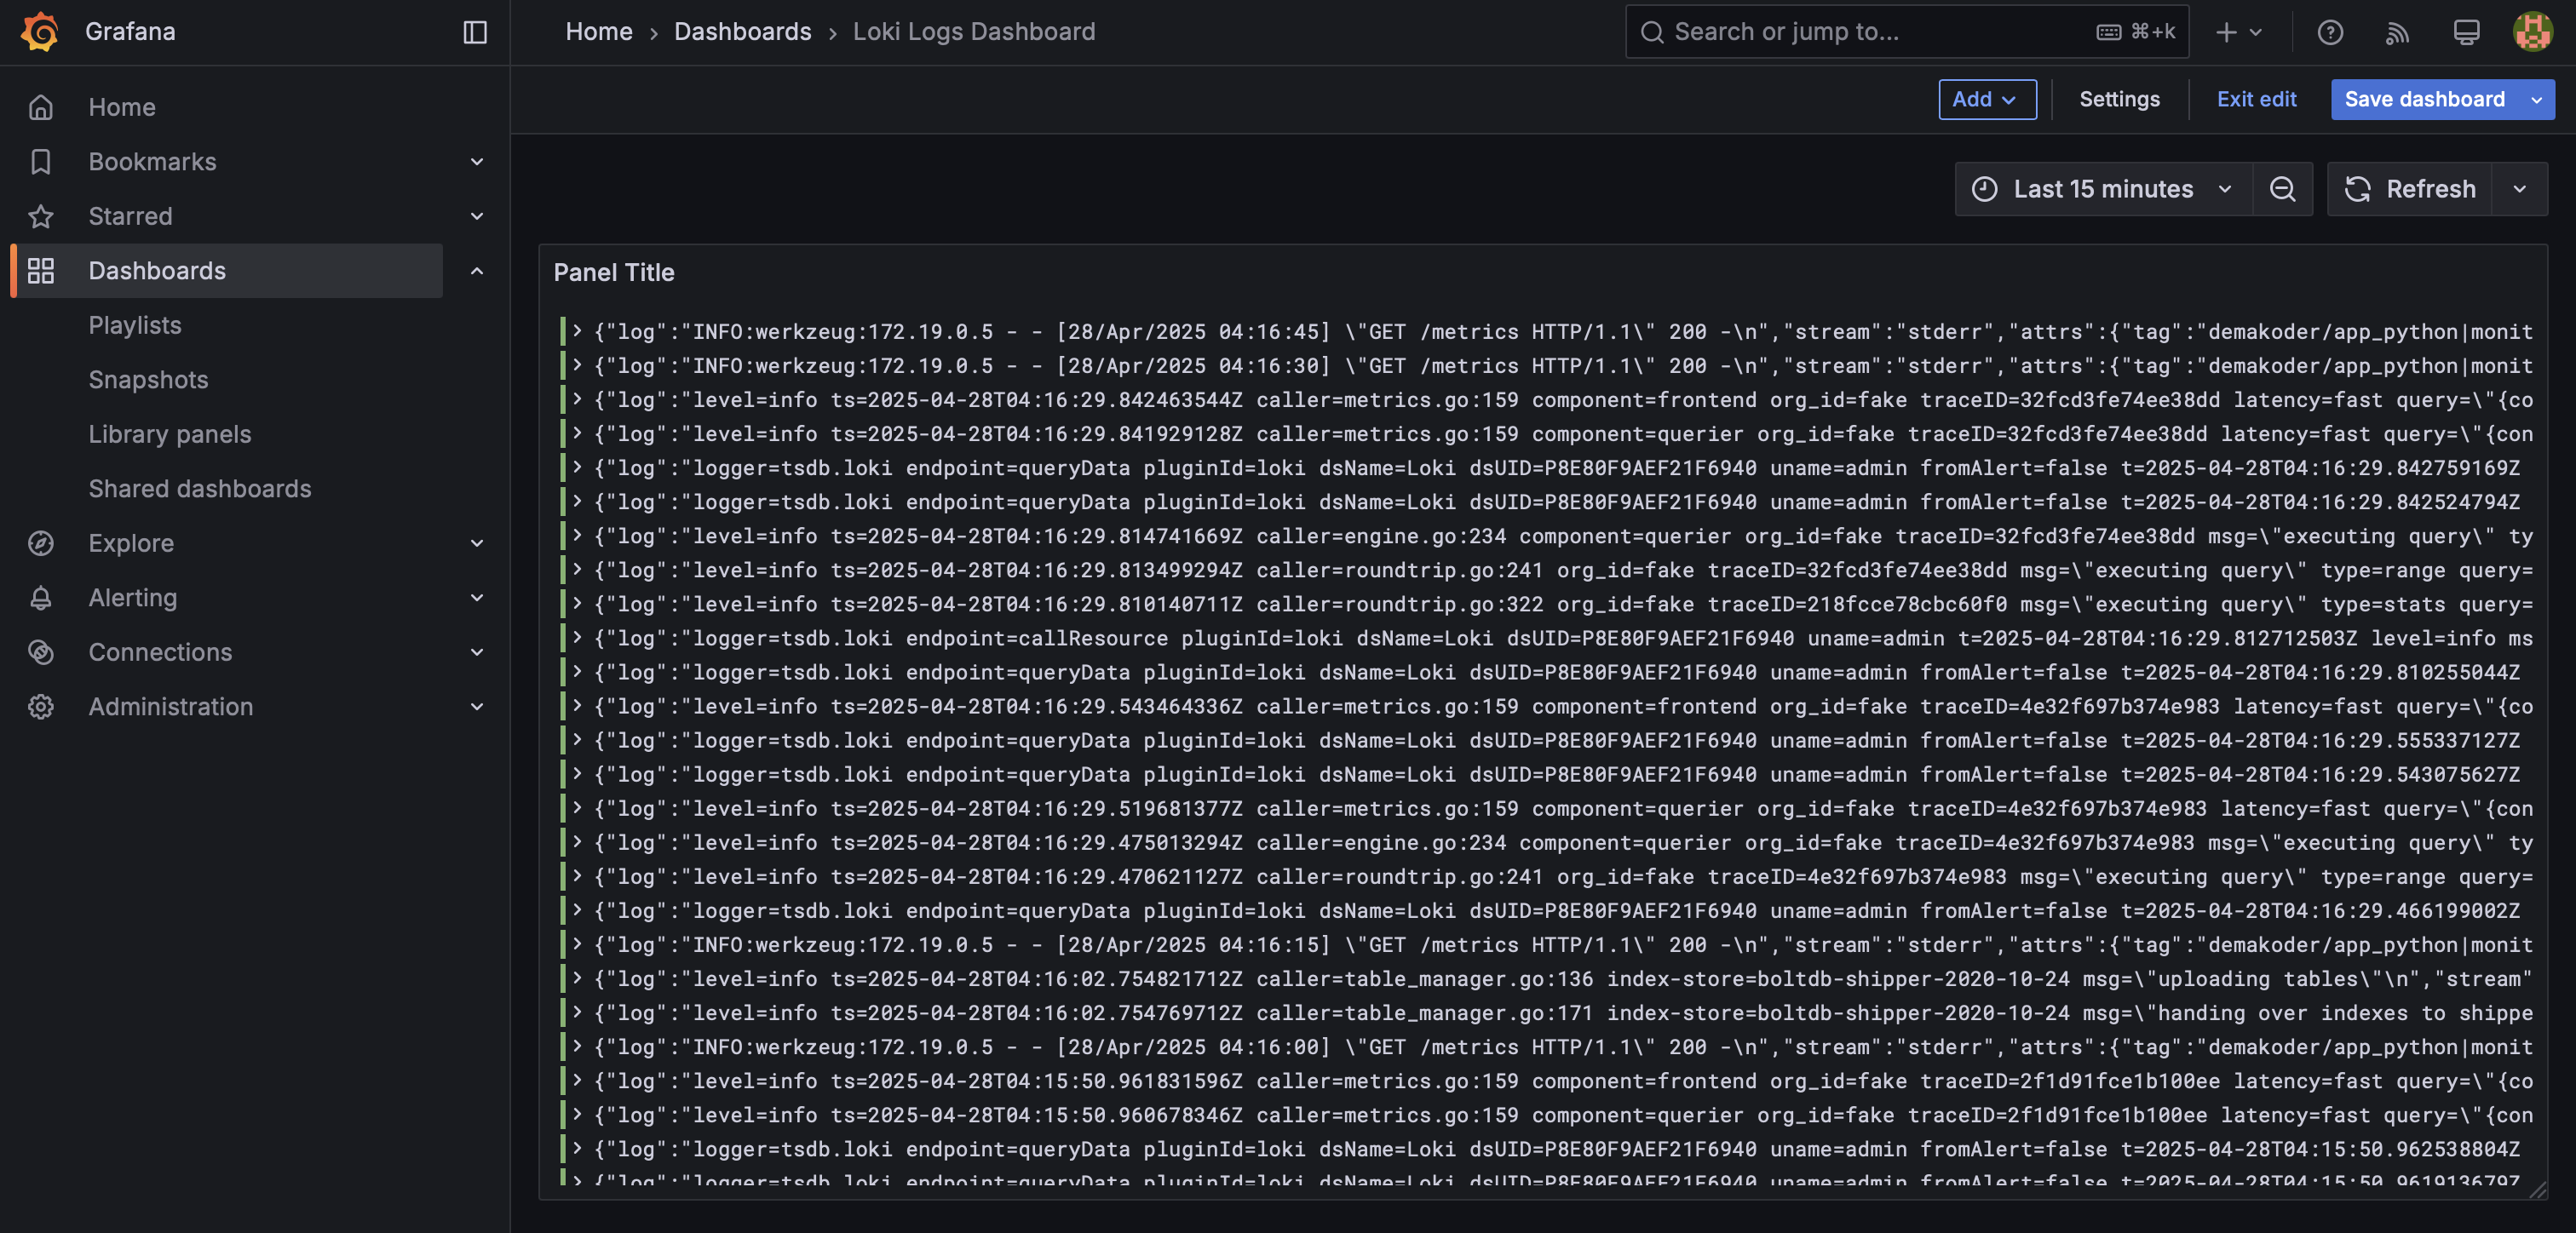 Grafana
Home › Dashboards › Loki Logs Dashboard
Search or jump to... ⌘+k
Add
Settings
Exit edit
Save dashboard
Home
Bookmarks
Starred
Dashboards
Playlists
Snapshots
Library panels
Shared dashboards
Explore
Alerting
Connections
Administration
Last 15 minutes
Refresh
Panel Title
{"log":"INFO:werkzeug:172.19.0.5 - - [28/Apr/2025 04:16:45] \"GET /metrics HTTP/1.1\" 200 -\n","stream":"stderr","attrs":{"tag":"demakoder/app_python|monit
{"log":"INFO:werkzeug:172.19.0.5 - - [28/Apr/2025 04:16:30] \"GET /metrics HTTP/1.1\" 200 -\n","stream":"stderr","attrs":{"tag":"demakoder/app_python|monit
{"log":"level=info ts=2025-04-28T04:16:29.842463544Z caller=metrics.go:159 component=frontend org_id=fake traceID=32fcd3fe74ee38dd latency=fast query=\"{co
{"log":"level=info ts=2025-04-28T04:16:29.841929128Z caller=metrics.go:159 component=querier org_id=fake traceID=32fcd3fe74ee38dd latency=fast query=\"{con
{"log":"logger=tsdb.loki endpoint=queryData pluginId=loki dsName=Loki dsUID=P8E80F9AEF21F6940 uname=admin fromAlert=false t=2025-04-28T04:16:29.842759169Z
{"log":"logger=tsdb.loki endpoint=queryData pluginId=loki dsName=Loki dsUID=P8E80F9AEF21F6940 uname=admin fromAlert=false t=2025-04-28T04:16:29.842524794Z
{"log":"level=info ts=2025-04-28T04:16:29.814741669Z caller=engine.go:234 component=querier org_id=fake traceID=32fcd3fe74ee38dd msg=\"executing query\" ty
{"log":"level=info ts=2025-04-28T04:16:29.813499294Z caller=roundtrip.go:241 org_id=fake traceID=32fcd3fe74ee38dd msg=\"executing query\" type=range query=
{"log":"level=info ts=2025-04-28T04:16:29.810140711Z caller=roundtrip.go:322 org_id=fake traceID=218fcce78cbc60f0 msg=\"executing query\" type=stats query=
{"log":"logger=tsdb.loki endpoint=callResource pluginId=loki dsName=Loki dsUID=P8E80F9AEF21F6940 uname=admin t=2025-04-28T04:16:29.812712503Z level=info ms
{"log":"logger=tsdb.loki endpoint=queryData pluginId=loki dsName=Loki dsUID=P8E80F9AEF21F6940 uname=admin fromAlert=false t=2025-04-28T04:16:29.810255044Z
{"log":"level=info ts=2025-04-28T04:16:29.543464336Z caller=metrics.go:159 component=frontend org_id=fake traceID=4e32f697b374e983 latency=fast query=\"{co
{"log":"logger=tsdb.loki endpoint=queryData pluginId=loki dsName=Loki dsUID=P8E80F9AEF21F6940 uname=admin fromAlert=false t=2025-04-28T04:16:29.555337127Z
{"log":"logger=tsdb.loki endpoint=queryData pluginId=loki dsName=Loki dsUID=P8E80F9AEF21F6940 uname=admin fromAlert=false t=2025-04-28T04:16:29.543075627Z
{"log":"level=info ts=2025-04-28T04:16:29.519681377Z caller=metrics.go:159 component=querier org_id=fake traceID=4e32f697b374e983 latency=fast query=\"{con
{"log":"level=info ts=2025-04-28T04:16:29.475013294Z caller=engine.go:234 component=querier org_id=fake traceID=4e32f697b374e983 msg=\"executing query\" ty
{"log":"level=info ts=2025-04-28T04:16:29.470621127Z caller=roundtrip.go:241 org_id=fake traceID=4e32f697b374e983 msg=\"executing query\" type=range query=
{"log":"logger=tsdb.loki endpoint=queryData pluginId=loki dsName=Loki dsUID=P8E80F9AEF21F6940 uname=admin fromAlert=false t=2025-04-28T04:16:29.466199002Z
{"log":"INFO:werkzeug:172.19.0.5 - - [28/Apr/2025 04:16:15] \"GET /metrics HTTP/1.1\" 200 -\n","stream":"stderr","attrs":{"tag":"demakoder/app_python|monit
{"log":"level=info ts=2025-04-28T04:16:02.754821712Z caller=table_manager.go:136 index-store=boltdb-shipper-2020-10-24 msg=\"uploading tables\"\n","stream"
{"log":"level=info ts=2025-04-28T04:16:02.754769712Z caller=table_manager.go:171 index-store=boltdb-shipper-2020-10-24 msg=\"handing over indexes to shippe
{"log":"INFO:werkzeug:172.19.0.5 - - [28/Apr/2025 04:16:00] \"GET /metrics HTTP/1.1\" 200 -\n","stream":"stderr","attrs":{"tag":"demakoder/app_python|monit
{"log":"level=info ts=2025-04-28T04:15:50.961831596Z caller=metrics.go:159 component=frontend org_id=fake traceID=2f1d91fce1b100ee latency=fast query=\"{co
{"log":"level=info ts=2025-04-28T04:15:50.960678346Z caller=metrics.go:159 component=querier org_id=fake traceID=2f1d91fce1b100ee latency=fast query=\"{con
{"log":"logger=tsdb.loki endpoint=queryData pluginId=loki dsName=Loki dsUID=P8E80F9AEF21F6940 uname=admin fromAlert=false t=2025-04-28T04:15:50.962538804Z
{"log":"logger=tsdb.loki endpoint=queryData pluginId=loki dsName=Loki dsUID=P8E80F9AEF21F6940 uname=admin fromAlert=false t=2025-04-28T04:15:50.961913679Z